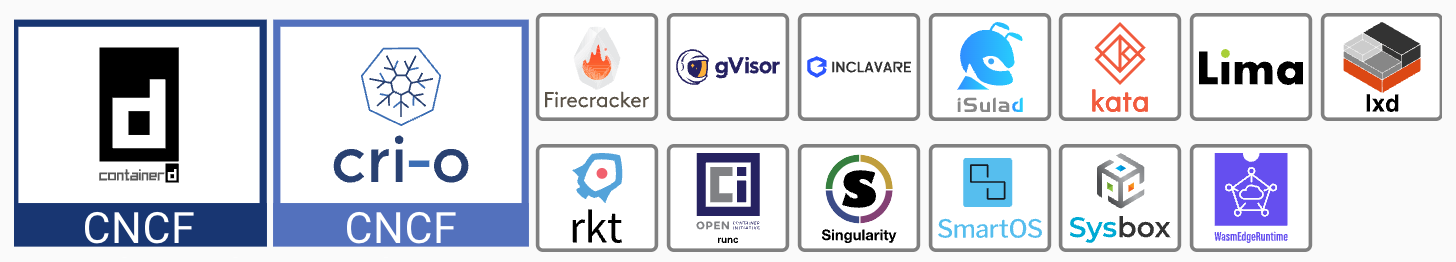 d
containerd
CNCF
cri-o
CNCF
Firecracker
gVisor
INCLAVARE
iSulad
kata
Lima
lxd
rkt
Ci
OPEN CONTAINER
INITIATIVE
runc
S
Singularity
SmartOS
Sysbox
WasmEdgeRuntime